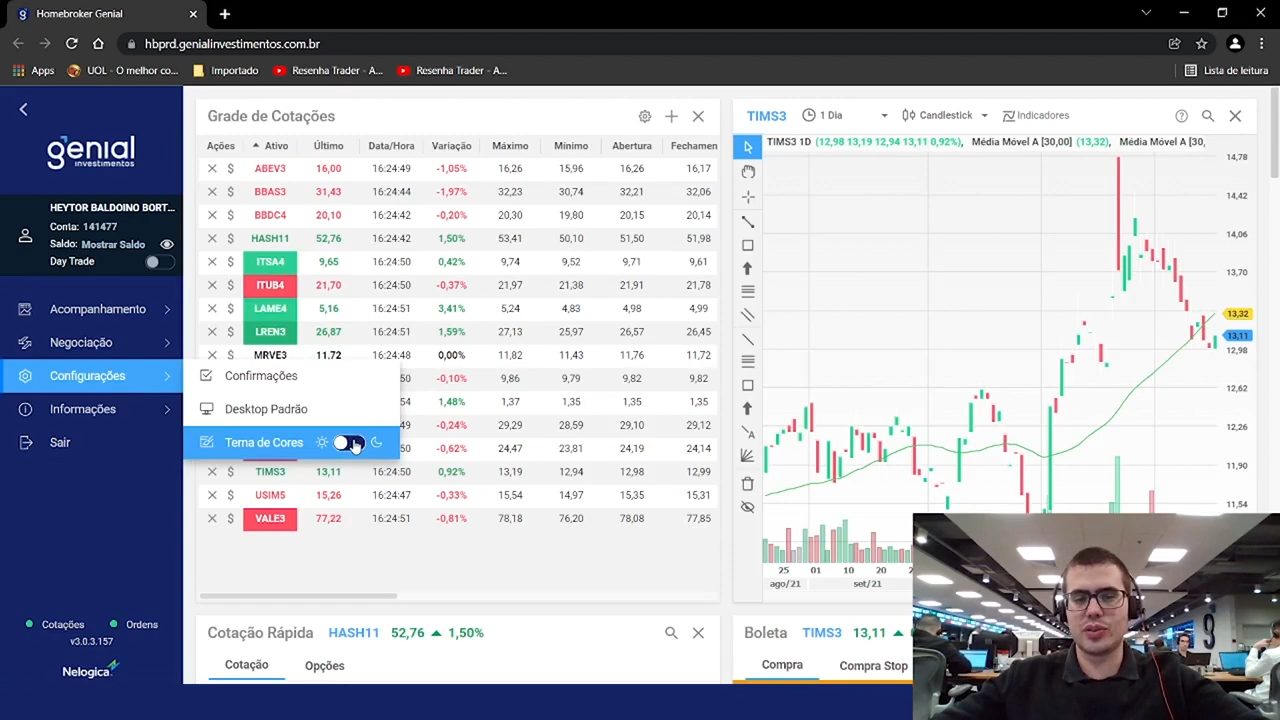 Homebroker Genial
hbprd.genialinvestimentos.com.br
Apps
UOL - O melhor co...
Importado
Resenha Trader - A...
Resenha Trader - A...
Lista de leitura
genial
investimentos
HEYTOR BALDOINO BORT...
Conta: 141477
Saldo: Mostrar Saldo
Day Trade
Acompanhamento
Negociação
Configurações
Informações
Sair
Confirmações
Desktop Padrão
Tema de Cores
Cotações
Ordens
v3.0.3.157
Nelogica
Grade de Cotações
Ações Ativo Último Data/Hora Variação Máximo Mínimo Abertura Fechamen
ABEV3 16,00 16:24:49 -1,05% 16,26 15,96 16,26 16,17
BBAS3 31,43 16:24:44 -1,97% 32,23 30,74 32,21 32,06
BBDC4 20,10 16:24:42 -0,20% 20,30 19,80 20,15 20,14
HASH11 52,76 16:24:42 1,50% 53,41 50,10 51,50 51,98
ITSA4 9,65 16:24:50 0,42% 9,74 9,52 9,71 9,61
ITUB4 21,70 16:24:50 -0,37% 21,97 21,38 21,91 21,78
LAME4 5,16 16:24:50 3,41% 5,24 4,83 4,98 4,99
LREN3 26,87 16:24:50 1,59% 27,13 25,97 26,57 26,45
MRVE3 11,72 16:24:48 0,00% 11,82 11,43 11,76 11,72
:50 -0,10% 9,86 9,79 9,82 9,82
:50 1,48% 1,37 1,35 1,35 1,35
:50 -0,24% 29,29 29,05 29,10 29,12
:50 -0,62% 24,47 23,81 24,19 24,14
TIMS3 13,11 16:24:51 0,92% 13,19 12,94 12,98 12,99
USIM5 15,26 16:24:47 -0,33% 15,54 14,97 15,35 15,31
VALE3 77,22 16:24:51 -0,81% 78,18 76,20 78,08 77,85
Cotação Rápida HASH11 52,76 1,50%
Cotação
Opções
TIMS3
1 Dia
Candlestick
Indicadores
TIMS3 1D (12,98 13,19 12,94 13,11 0,92%), Média Móvel A [30,00] (13,32), Média Móvel A [30,
14,78
14,42
14,06
13,70
13,32
13,11
12,98
12,62
12,26
11,90
11,54
25 01 10 20
ago/21 set/21
Boleta TIMS3 13,11
Compra
Compra Stop